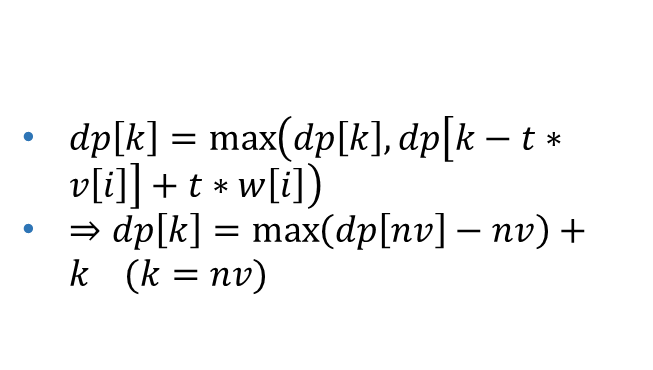 • 𝑑𝑝[𝑘] = max(𝑑𝑝[𝑘], 𝑑𝑝[𝑘 − 𝑡 ∗
𝑣[𝑖]] + 𝑡 ∗ 𝑤[𝑖])
• ⇒ 𝑑𝑝[𝑘] = max(𝑑𝑝[𝑛𝑣] − 𝑛𝑣) +
𝑘 (𝑘 = 𝑛𝑣)